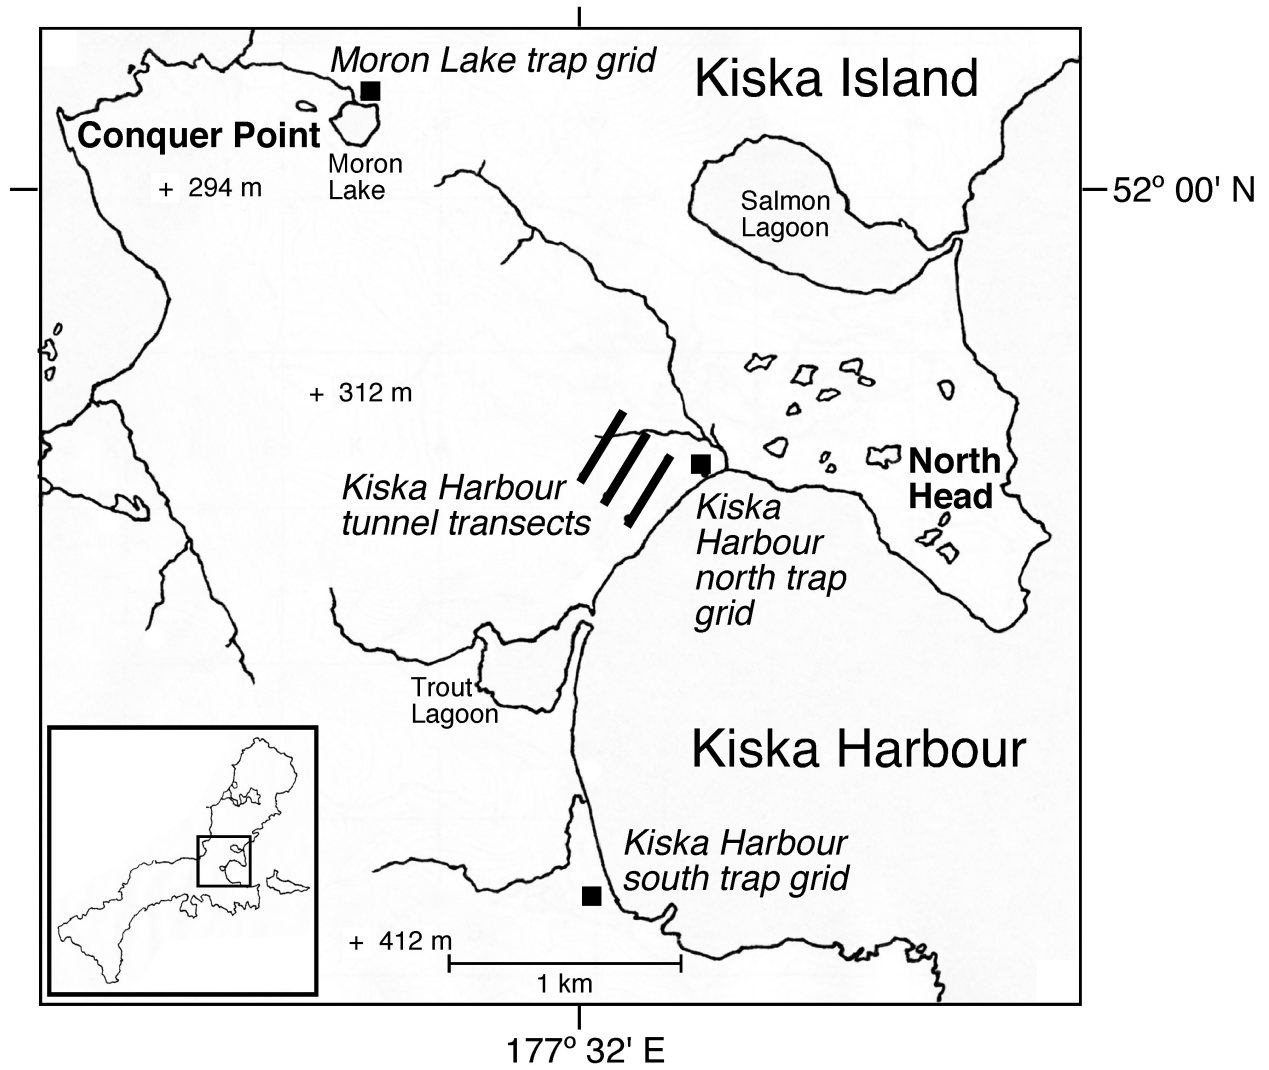 Moron Lake trap grid
Kiska Island
Conquer Point
Moron
Lake
+ 294 m
52º 00' N
Salmon
Lagoon
+ 312 m
North
Head
Kiska Harbour
tunnel transects
Kiska
Harbour
north trap
grid
Trout
Lagoon
Kiska Harbour
Kiska Harbour
south trap grid
+ 412 m
1 km
177º 32' E